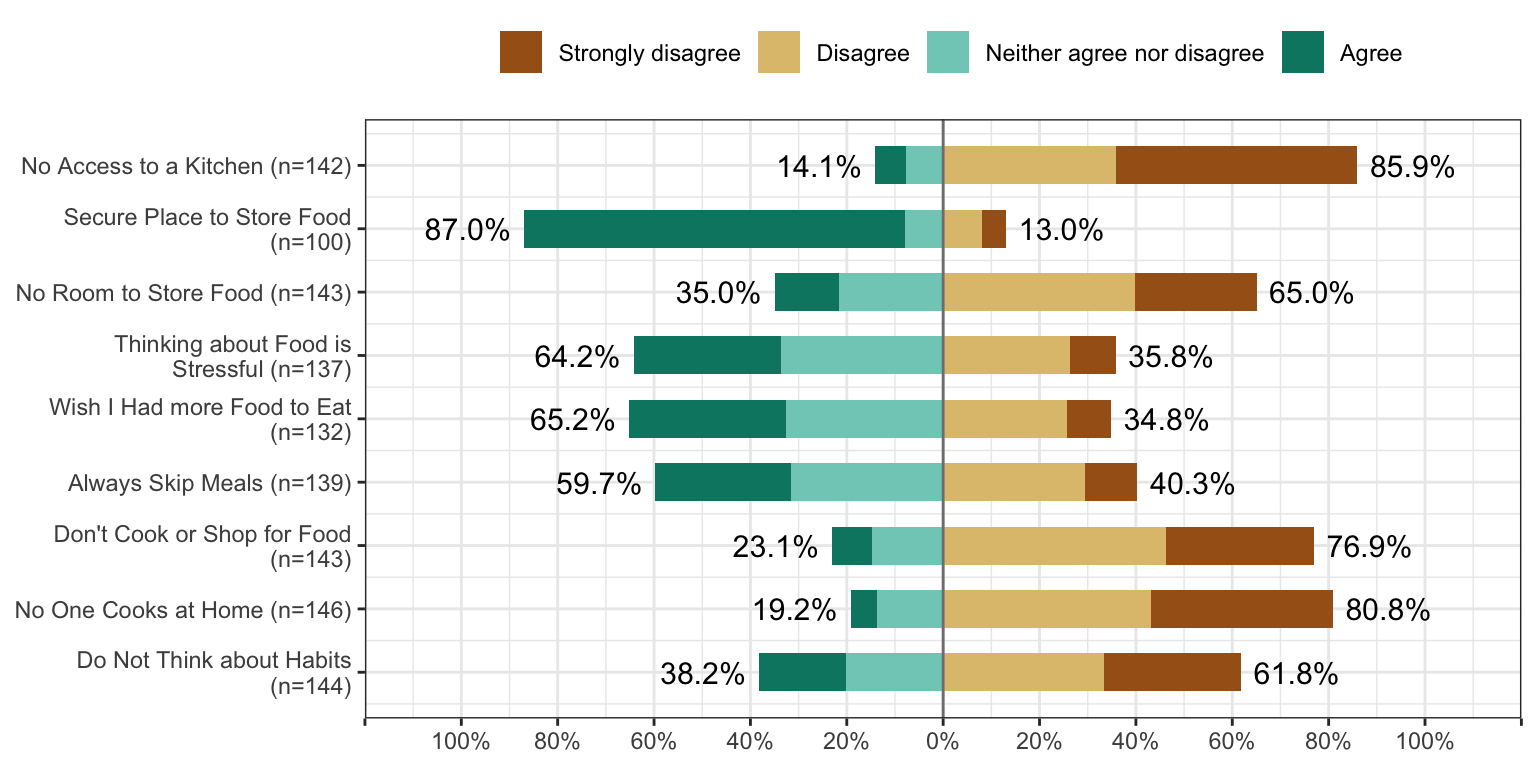 Strongly disagree Disagree Neither agree nor disagree Agree
No Access to a Kitchen (n=142) 14.1% 85.9%
Secure Place to Store Food
(n=100) 87.0% 13.0%
No Room to Store Food (n=143) 35.0% 65.0%
Thinking about Food is
Stressful (n=137) 64.2% 35.8%
Wish I Had more Food to Eat
(n=132) 65.2% 34.8%
Always Skip Meals (n=139) 59.7% 40.3%
Don't Cook or Shop for Food
(n=143) 23.1% 76.9%
No One Cooks at Home (n=146) 19.2% 80.8%
Do Not Think about Habits
(n=144) 38.2% 61.8%
100% 80% 60% 40% 20% 0% 20% 40% 60% 80% 100%